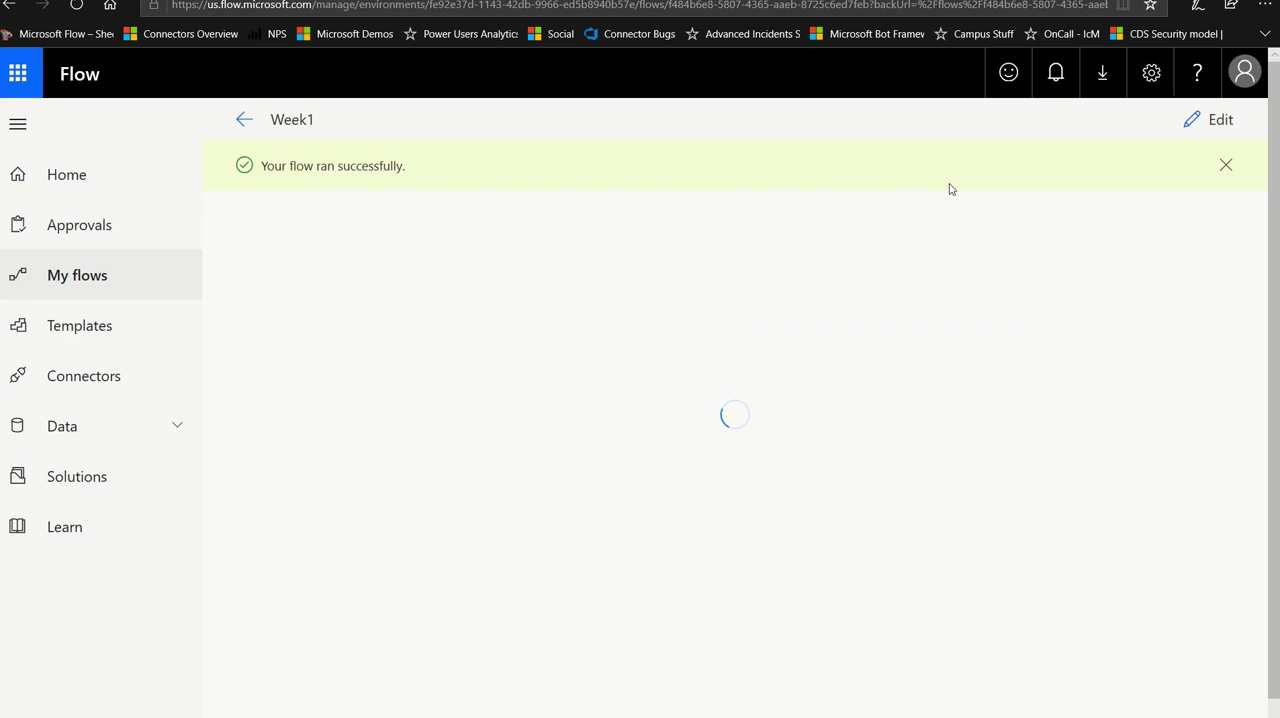 https://us.flow.microsoft.com/manage/environments/fe92e37d-1143-42db-9966-ed5b8940b57e/flows/f484b6e8-5807-4365-aaeb-8725c6ed7feb?backUrl=%2Fflows%2Ff484b6e8-5807-4365-aaeb
Microsoft Flow – She Connectors Overview NPS Microsoft Demos Power Users Analytics Social Connector Bugs Advanced Incidents S Microsoft Bot Framew Campus Stuff OnCall - IcM CDS Security model |
Flow
?
Week1
Edit
Your flow ran successfully.
Home
Approvals
My flows
Templates
Connectors
Data
Solutions
Learn